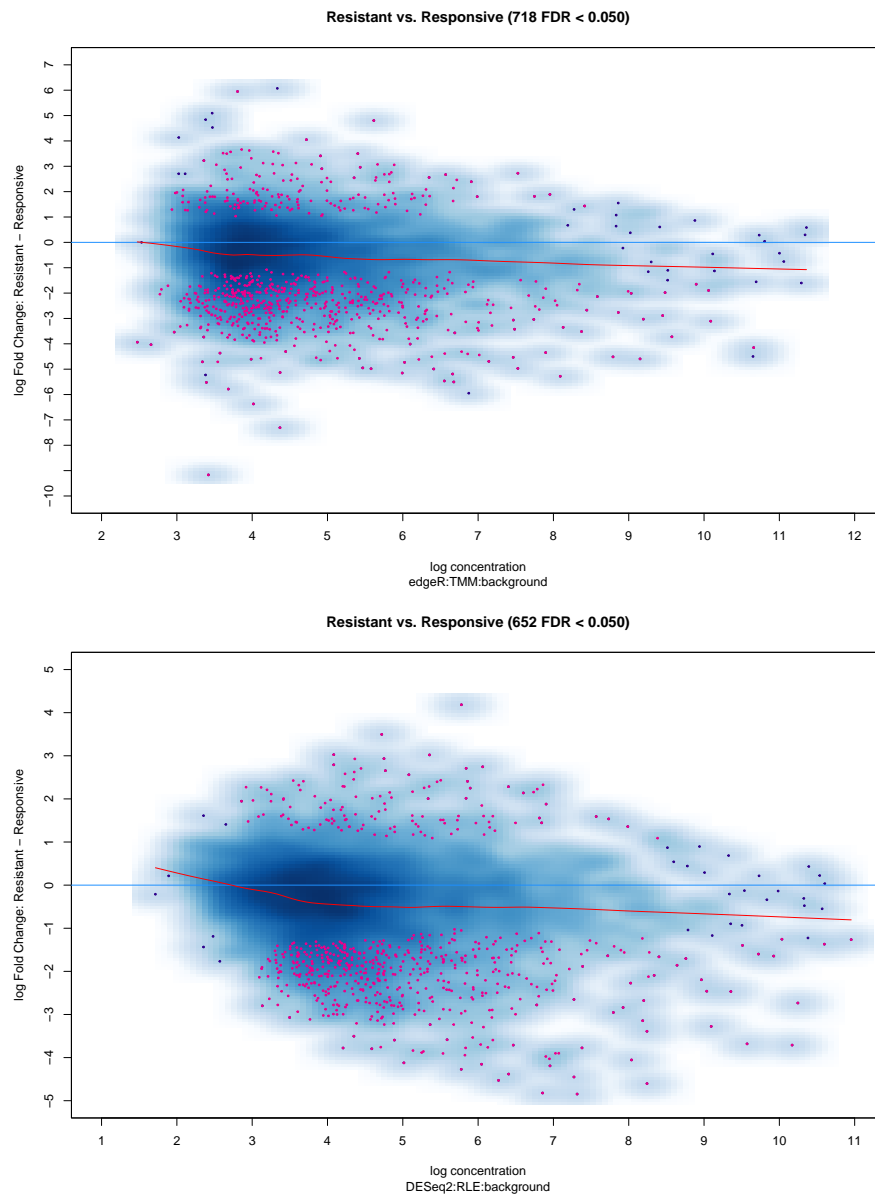 Resistant vs. Responsive (718 FDR < 0.050)
log Fold Change: Resistant − Responsive
7
6
5
4
3
2
1
0
−1
−2
−3
−4
−5
−6
−7
−8
−10
2 3 4 5 6 7 8 9 10 11 12
log concentration
edgeR:TMM:background
Resistant vs. Responsive (652 FDR < 0.050)
log Fold Change: Resistant − Responsive
5
4
3
2
1
0
−1
−2
−3
−4
−5
1 2 3 4 5 6 7 8 9 10 11
log concentration
DESeq2:RLE:background